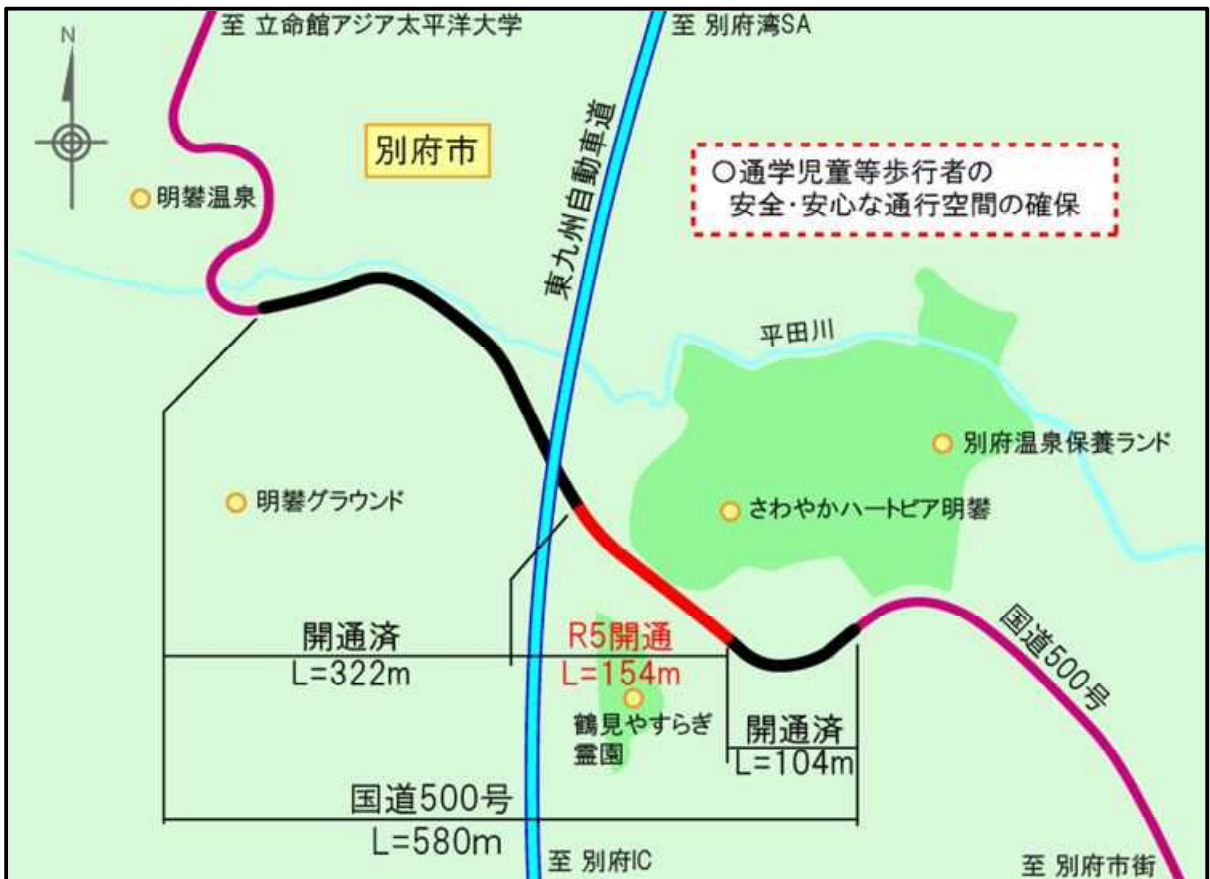 至 立命館アジア太平洋大学
至 別府湾SA
N
別府市
東九州自動車道
○通学児童等歩行者の
安全・安心な通行空間の確保
明礬温泉
平田川
別府温泉保養ランド
明礬グラウンド
さわやかハートピア明礬
開通済
L=322m
R5開通
L=154m
国道500号
鶴見やすらぎ
霊園
開通済
L=104m
国道500号
L=580m
至 別府IC
至 別府市街